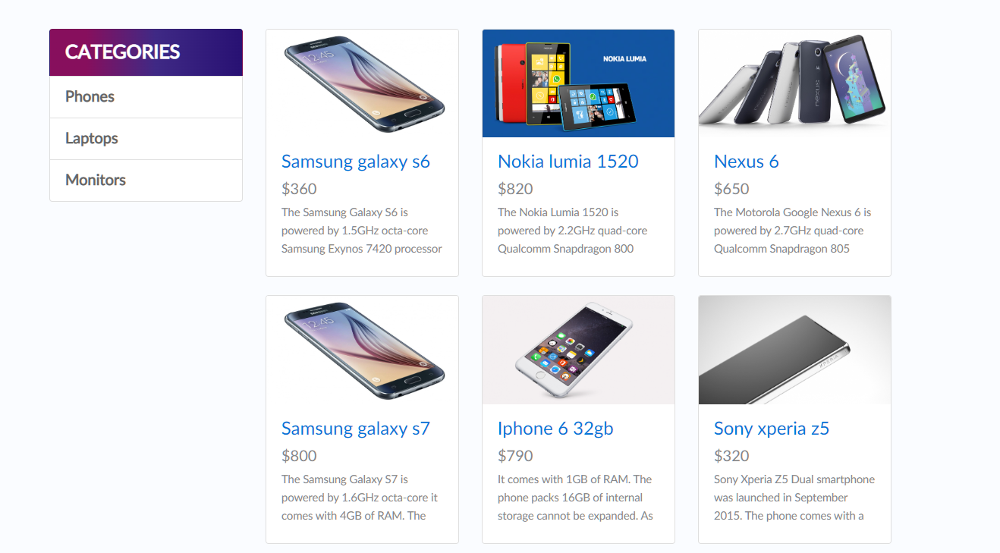 CATEGORIES
Phones
Laptops
Monitors
12:45
Samsung galaxy s6
$360
The Samsung Galaxy S6 is
powered by 1.5GHz octa-core
Samsung Exynos 7420 processor
NOKIA LUMIA
Nokia lumia 1520
$820
The Nokia Lumia 1520 is
powered by 2.2GHz quad-core
Qualcomm Snapdragon 800
nexus
Nexus 6
$650
The Motorola Google Nexus 6 is
powered by 2.7GHz quad-core
Qualcomm Snapdragon 805
12:45
Samsung galaxy s7
$800
The Samsung Galaxy S7 is
powered by 1.6GHz octa-core it
comes with 4GB of RAM. The
Iphone 6 32gb
$790
It comes with 1GB of RAM. The
phone packs 16GB of internal
storage cannot be expanded. As
XPERIA
Sony xperia z5
$320
Sony Xperia Z5 Dual smartphone
was launched in September
2015. The phone comes with a